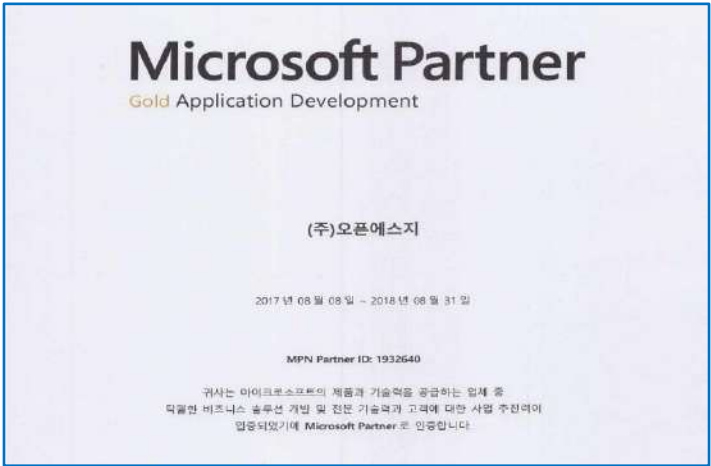 Microsoft Partner
Gold Application Development
(주)오픈에스지
2017 년 08 월 08 일 ~ 2018 년 08 월 31 일
MPN Partner ID: 1932640
귀사는 마이크로소프트의 제품과 기술력을 공급하는 업체 중
탁월한 비즈니스 솔루션 개발 및 전문 기술력과 고객에 대한 사업 추진력이
입증되었기에 Microsoft Partner 로 인증합니다